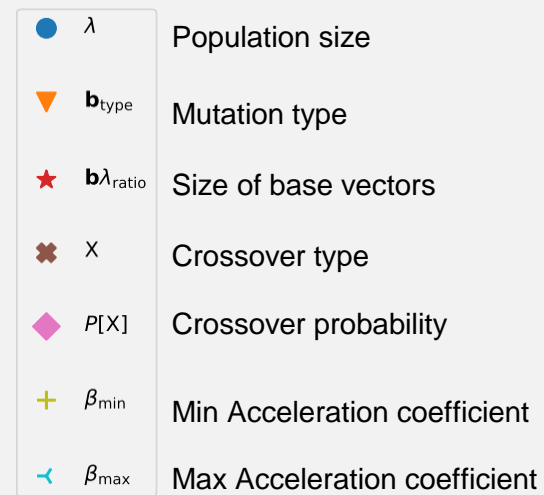 λ Population size
b_type Mutation type
bλ_ratio Size of base vectors
X Crossover type
P[X] Crossover probability
β_min Min Acceleration coefficient
β_max Max Acceleration coefficient